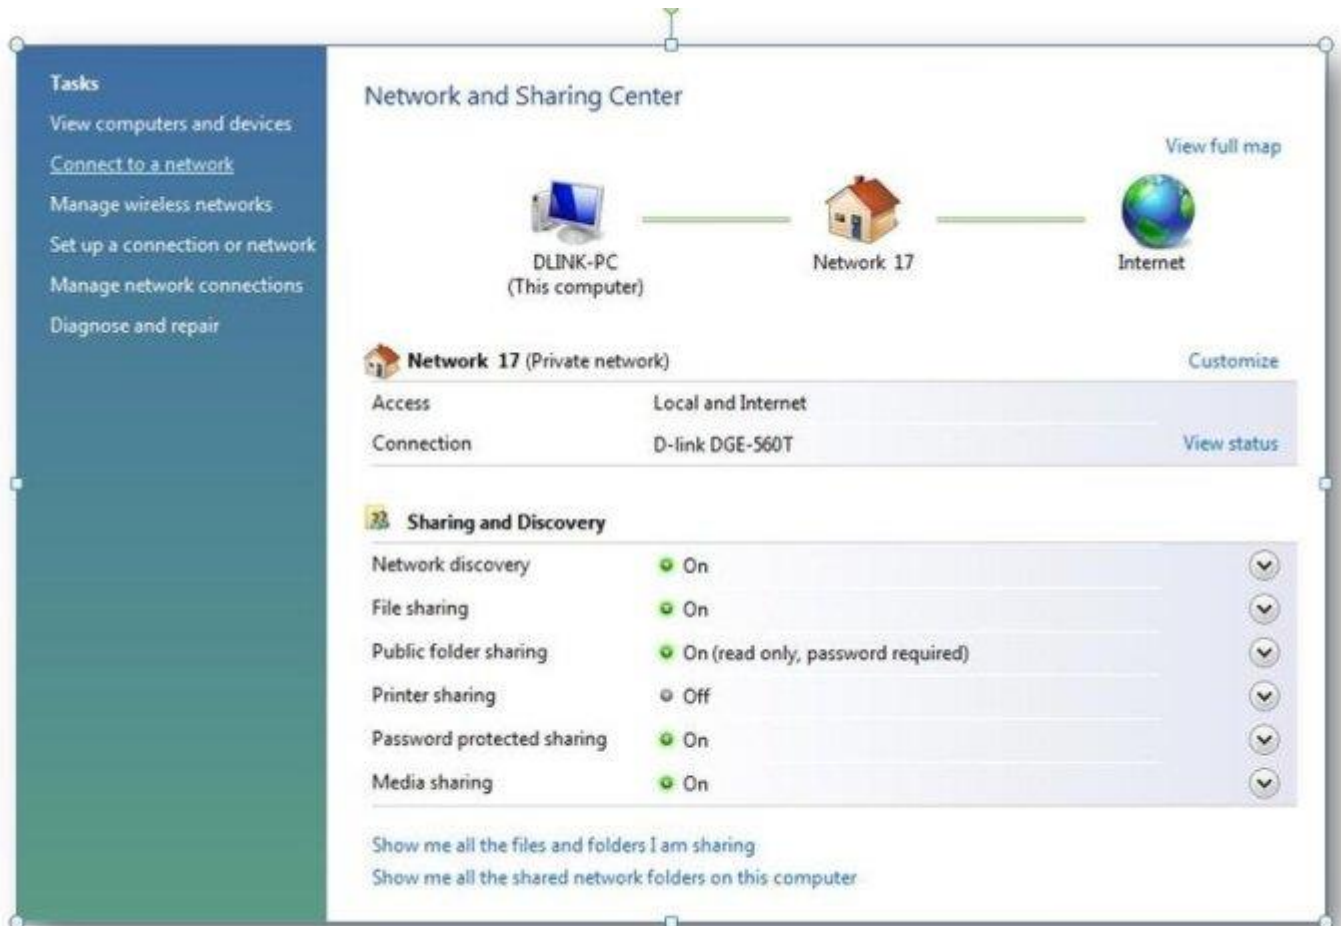 Tasks
View computers and devices
Connect to a network
Manage wireless networks
Set up a connection or network
Manage network connections
Diagnose and repair
Network and Sharing Center
View full map
DLINK-PC
(This computer)
Network 17
Internet
Network 17 (Private network)
Customize
Access Local and Internet
Connection D-link DGE-560T View status
Sharing and Discovery
Network discovery On
File sharing On
Public folder sharing On (read only, password required)
Printer sharing Off
Password protected sharing On
Media sharing On
Show me all the files and folders I am sharing
Show me all the shared network folders on this computer